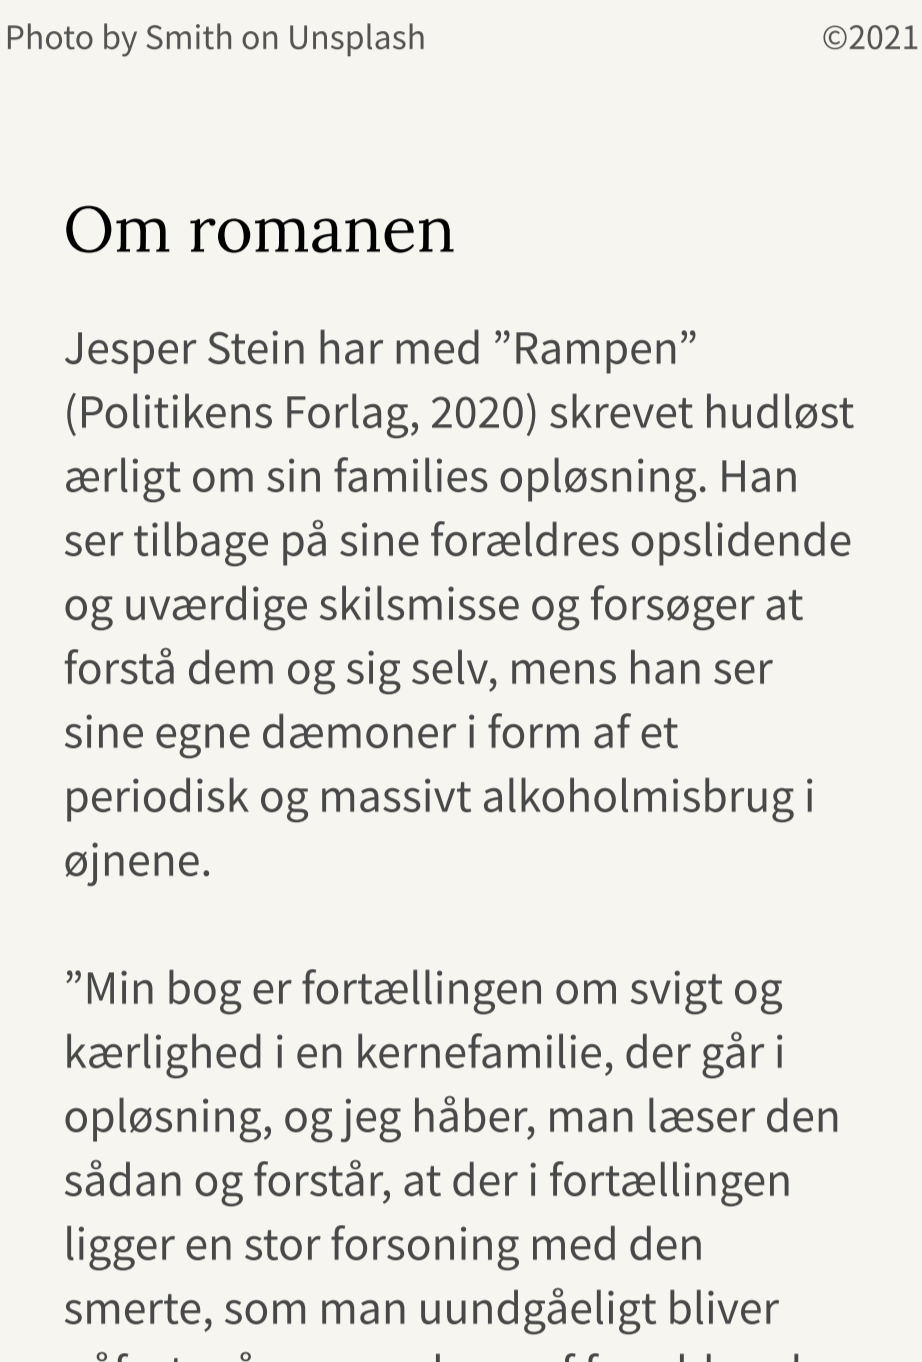 Photo by Smith on Unsplash ©2021
Om romanen
Jesper Stein har med ”Rampen”
(Politikens Forlag, 2020) skrevet hudløst
ærligt om sin families opløsning. Han
ser tilbage på sine forældres opslidende
og uværdige skilsmisse og forsøger at
forstå dem og sig selv, mens han ser
sine egne dæmoner i form af et
periodisk og massivt alkoholmisbrug i
øjnene.
”Min bog er fortællingen om svigt og
kærlighed i en kernefamilie, der går i
opløsning, og jeg håber, man læser den
sådan og forstår, at der i fortællingen
ligger en stor forsoning med den
smerte, som man uundgåeligt bliver